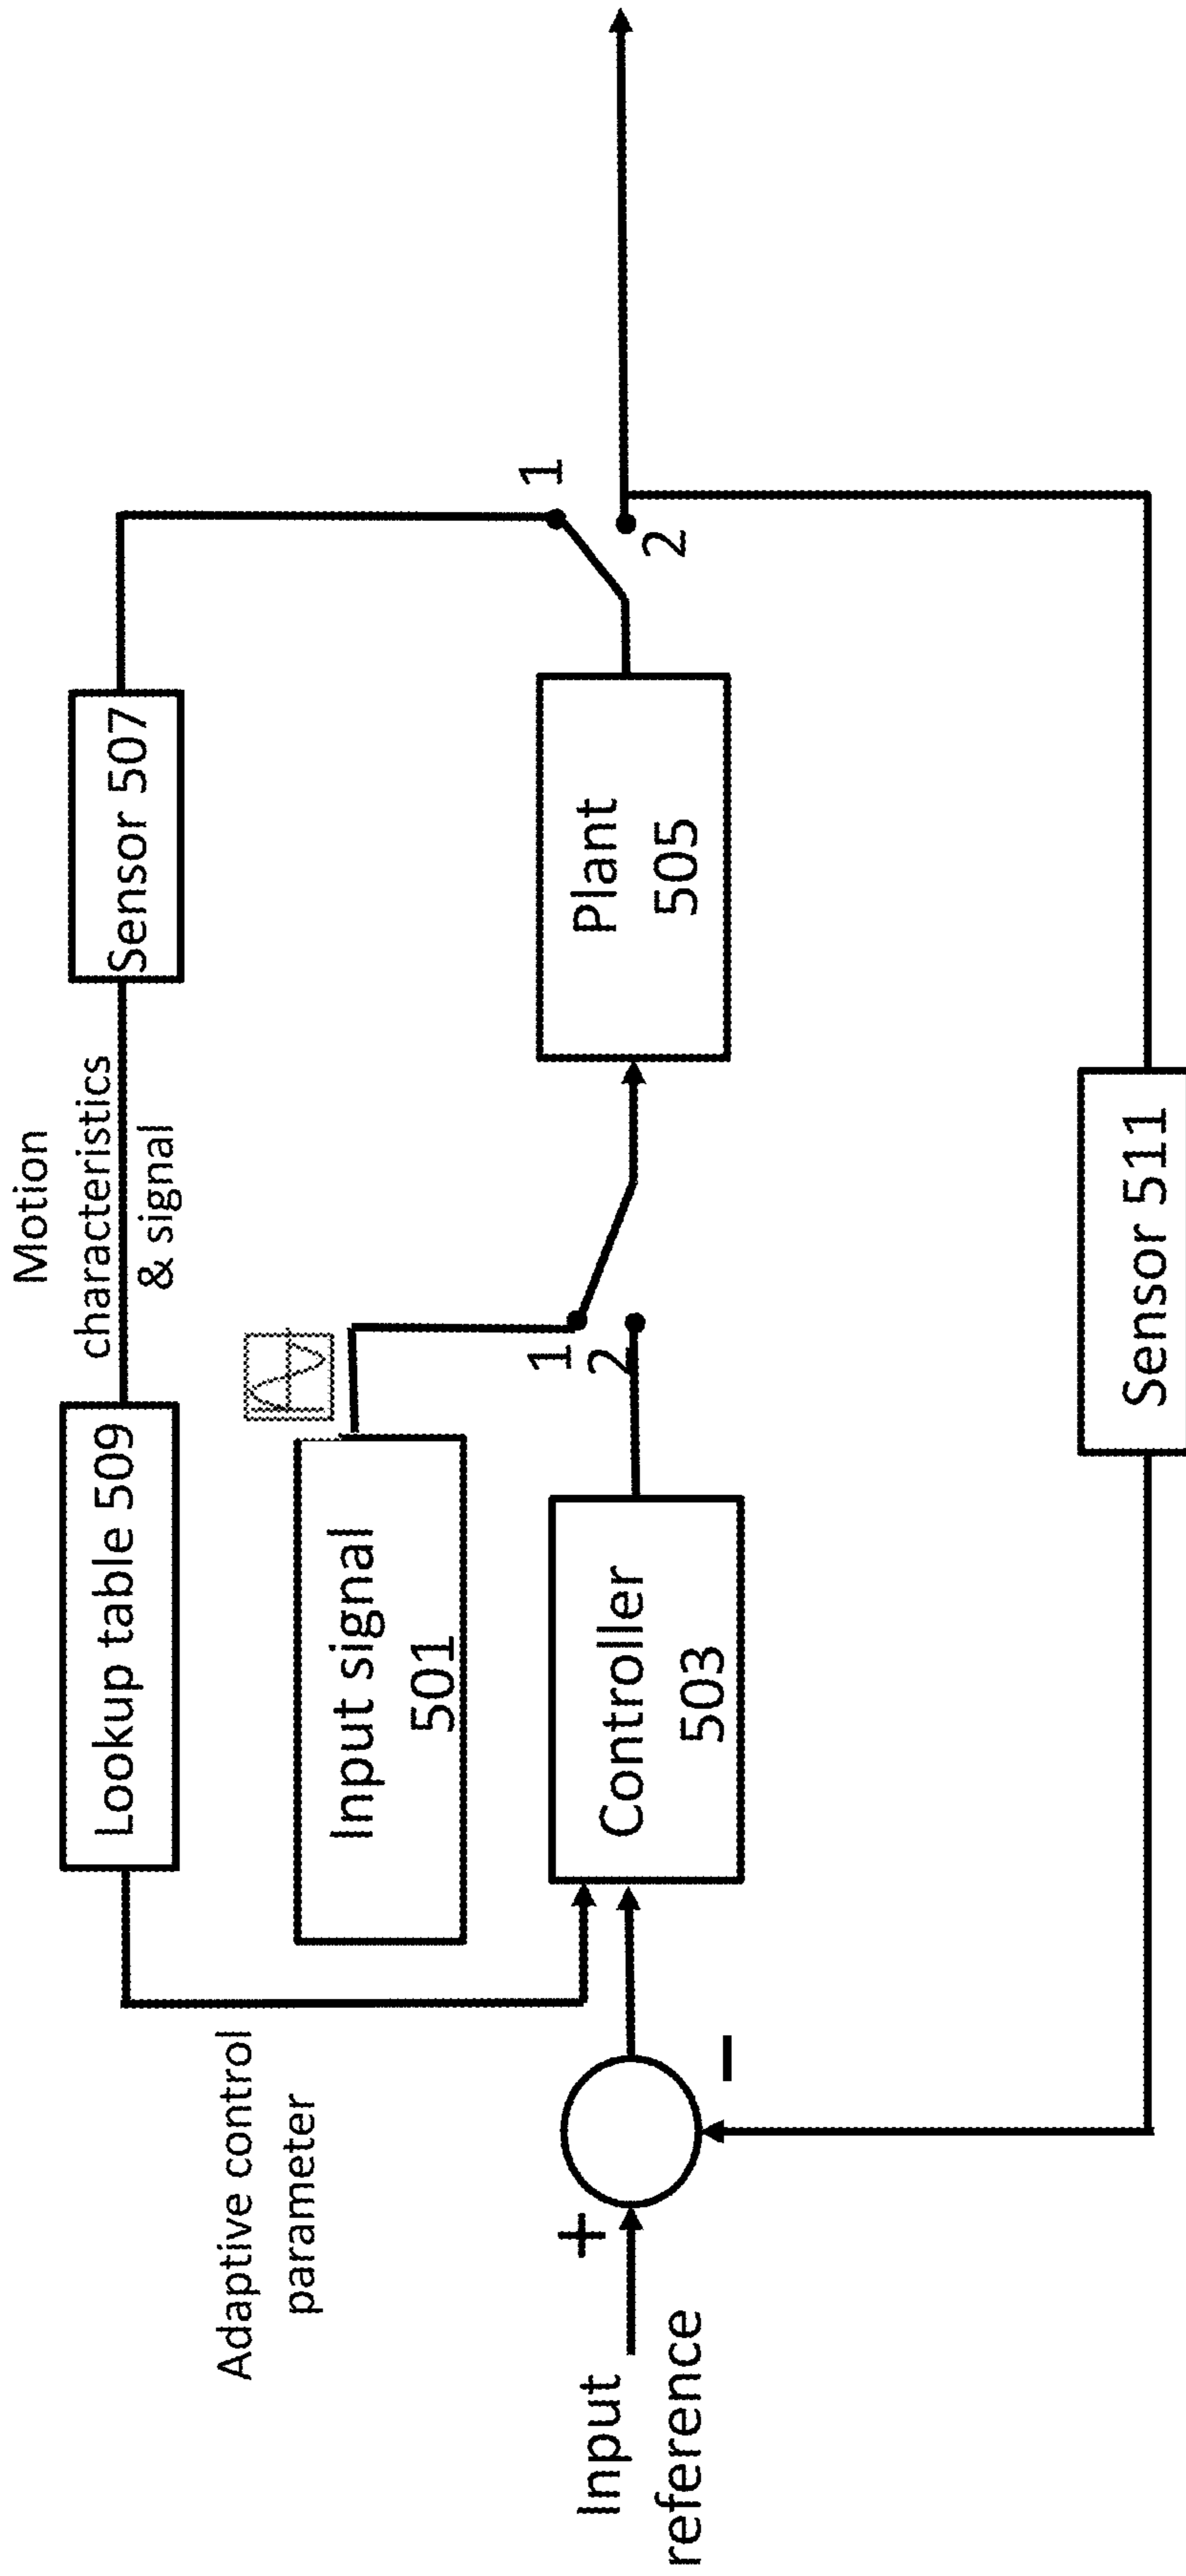 Motion
characteristics
& signal
Lookup table 509
Sensor 507
Adaptive control
parameter
Input signal
501
1
2
1
2
Input
reference
+
−
Controller
503
Plant
505
Sensor 511